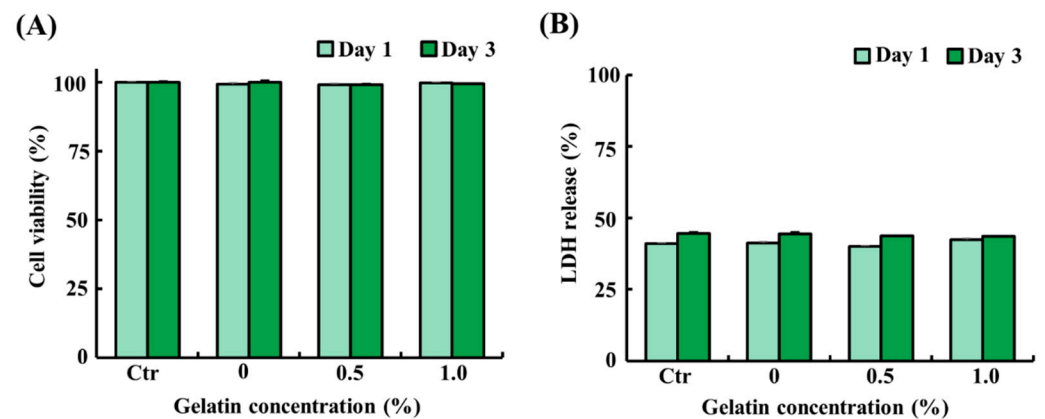 (A)
Day 1 Day 3
Cell viability (%)
100
75
50
25
0
Ctr 0 0.5 1.0
Gelatin concentration (%)
(B)
Day 1 Day 3
LDH release (%)
100
75
50
25
0
Ctr 0 0.5 1.0
Gelatin concentration (%)